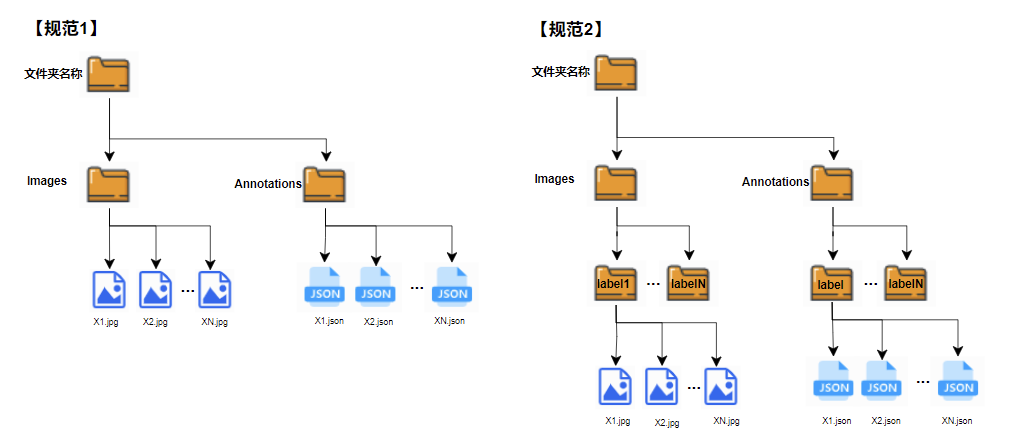 【规范1】
文件夹名称
Images
Annotations
...
...
JSON
JSON
JSON
X1.jpg
X2.jpg
XN.jpg
X1.json
X2.json
XN.json
【规范2】
文件夹名称
Images
Annotations
label1
...
labelN
label
...
labelN
...
...
JSON
JSON
JSON
X1.jpg
X2.jpg
XN.jpg
X1.json
X2.json
XN.json